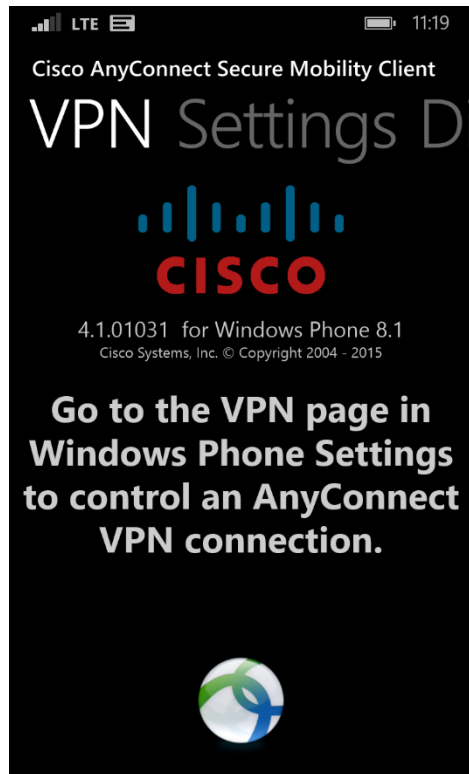 LTE 11:19
Cisco AnyConnect Secure Mobility Client
VPN Settings D
CISCO
4.1.01031 for Windows Phone 8.1
Cisco Systems, Inc. © Copyright 2004 - 2015
Go to the VPN page in
Windows Phone Settings
to control an AnyConnect
VPN connection.